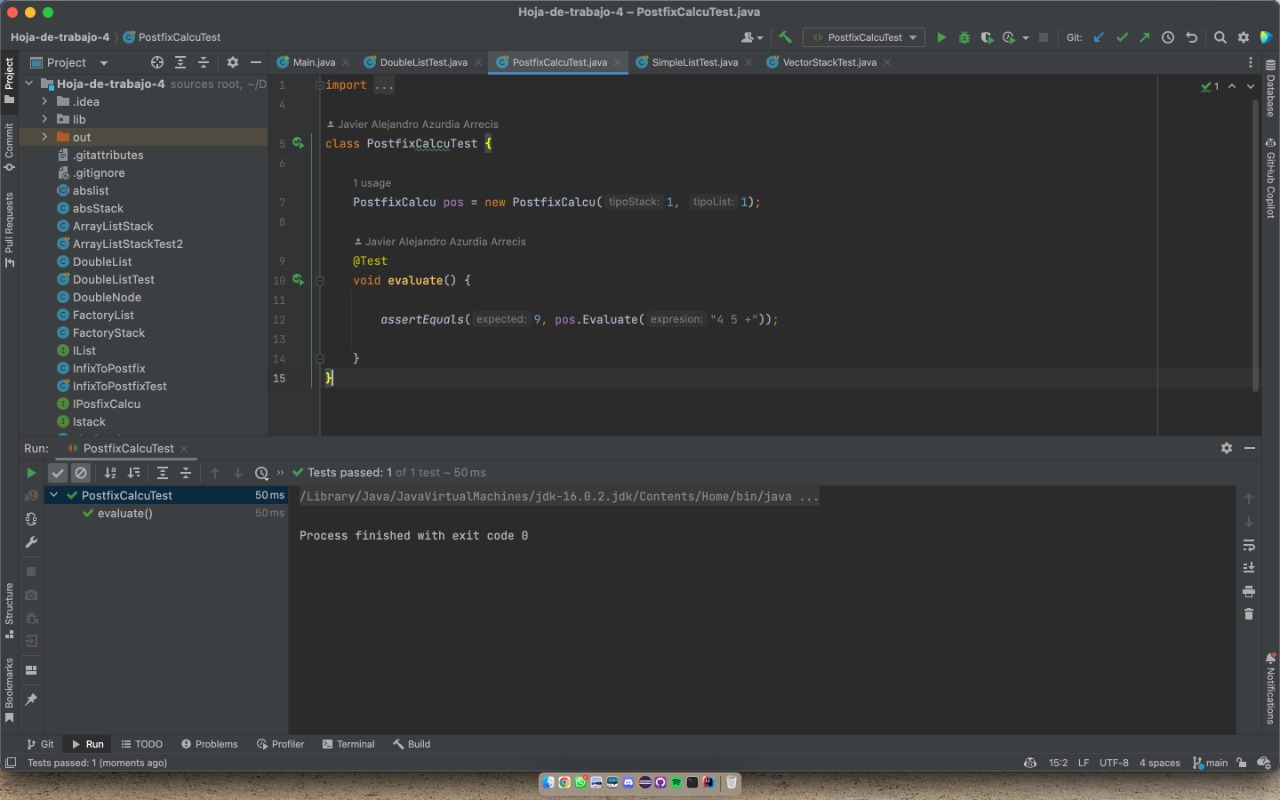 Hoja-de-trabajo-4 – PostfixCalcuTest.java
Hoja-de-trabajo-4 PostfixCalcuTest
PostfixCalcuTest
Git:
Project
Main.java
DoubleListTest.java
PostfixCalcuTest.java
SimpleListTest.java
VectorStackTest.java
Project
Commit
Pull Requests
Structure
Bookmarks
Hoja-de-trabajo-4 sources root, ~/D
.idea
lib
out
.gitattributes
.gitignore
abslist
absStack
ArrayListStack
ArrayListStackTest2
DoubleList
DoubleListTest
DoubleNode
FactoryList
FactoryStack
IList
InfixToPostfix
InfixToPostfixTest
IPosfixCalcu
Istack
1 import ...
4
Javier Alejandro Azurdia Arrecis
5 class PostfixCalcuTest {
6
1 usage
7 PostfixCalcu pos = new PostfixCalcu( tipoStack: 1, tipoList: 1);
8
Javier Alejandro Azurdia Arrecis
9 @Test
10 void evaluate() {
11
12 assertEquals( expected: 9, pos.Evaluate( expresion: "4 5 +"));
13
14 }
15 }
1
Database
GitHub Copilot
Notifications
Run: PostfixCalcuTest
Tests passed: 1 of 1 test – 50 ms
PostfixCalcuTest 50 ms
evaluate() 50 ms
/Library/Java/JavaVirtualMachines/jdk-16.0.2.jdk/Contents/Home/bin/java ...
Process finished with exit code 0
Git Run TODO Problems Profiler Terminal Build
Tests passed: 1 (moments ago)
15:2 LF UTF-8 4 spaces main